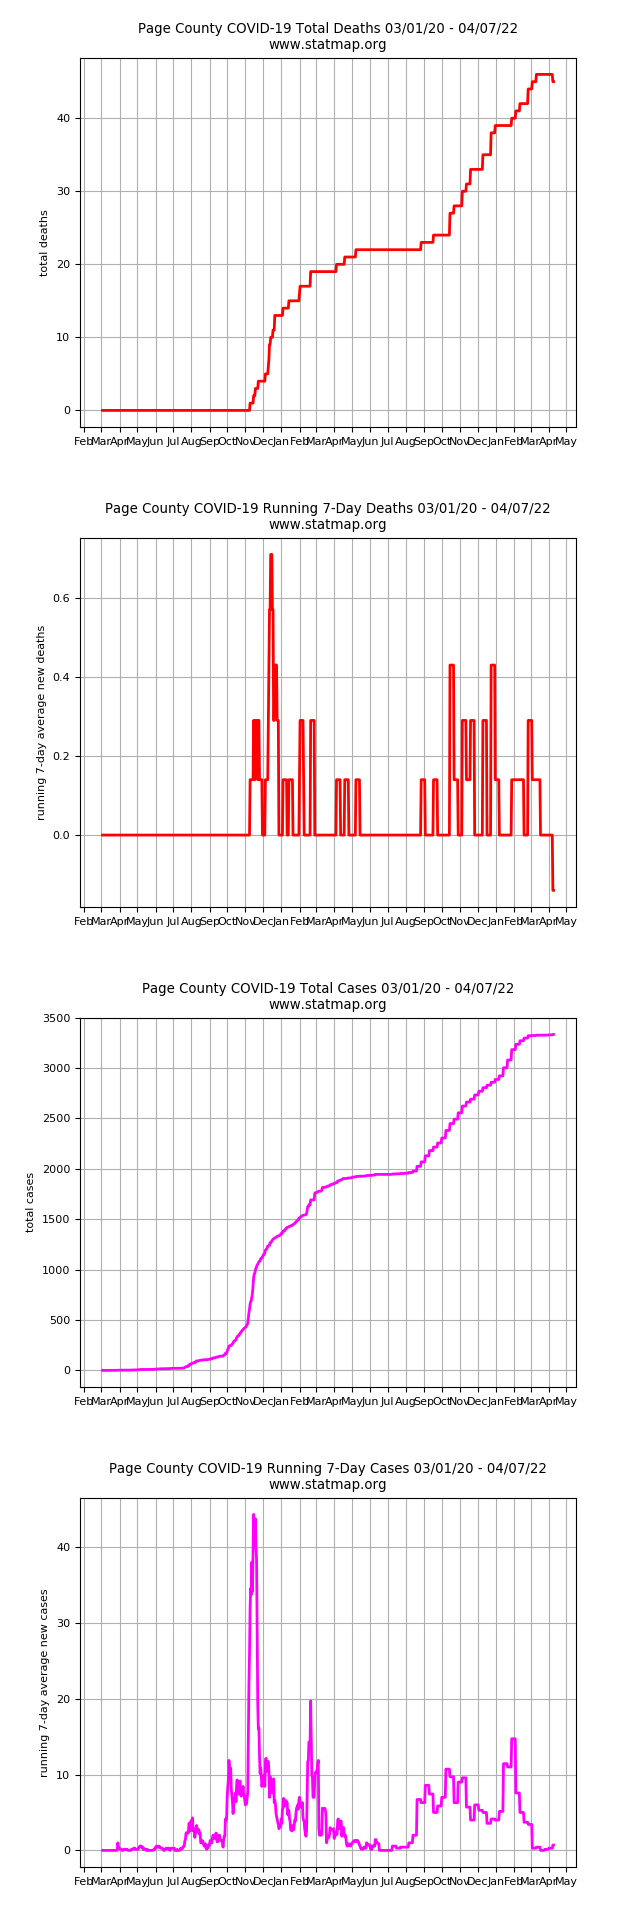 Page County COVID-19 Total Deaths 03/01/20 - 04/07/22
www.statmap.org
40
30
20
10
0
total deaths
Feb Mar Apr May Jun Jul Aug Sep Oct Nov Dec Jan Feb Mar Apr May Jun Jul Aug Sep Oct Nov Dec Jan Feb Mar Apr May
Page County COVID-19 Running 7-Day Deaths 03/01/20 - 04/07/22
www.statmap.org
0.6
0.4
0.2
0.0
running 7-day average new deaths
Feb Mar Apr May Jun Jul Aug Sep Oct Nov Dec Jan Feb Mar Apr May Jun Jul Aug Sep Oct Nov Dec Jan Feb Mar Apr May
Page County COVID-19 Total Cases 03/01/20 - 04/07/22
www.statmap.org
3500
3000
2500
2000
1500
1000
500
0
total cases
Feb Mar Apr May Jun Jul Aug Sep Oct Nov Dec Jan Feb Mar Apr May Jun Jul Aug Sep Oct Nov Dec Jan Feb Mar Apr May
Page County COVID-19 Running 7-Day Cases 03/01/20 - 04/07/22
www.statmap.org
40
30
20
10
0
running 7-day average new cases
Feb Mar Apr May Jun Jul Aug Sep Oct Nov Dec Jan Feb Mar Apr May Jun Jul Aug Sep Oct Nov Dec Jan Feb Mar Apr May